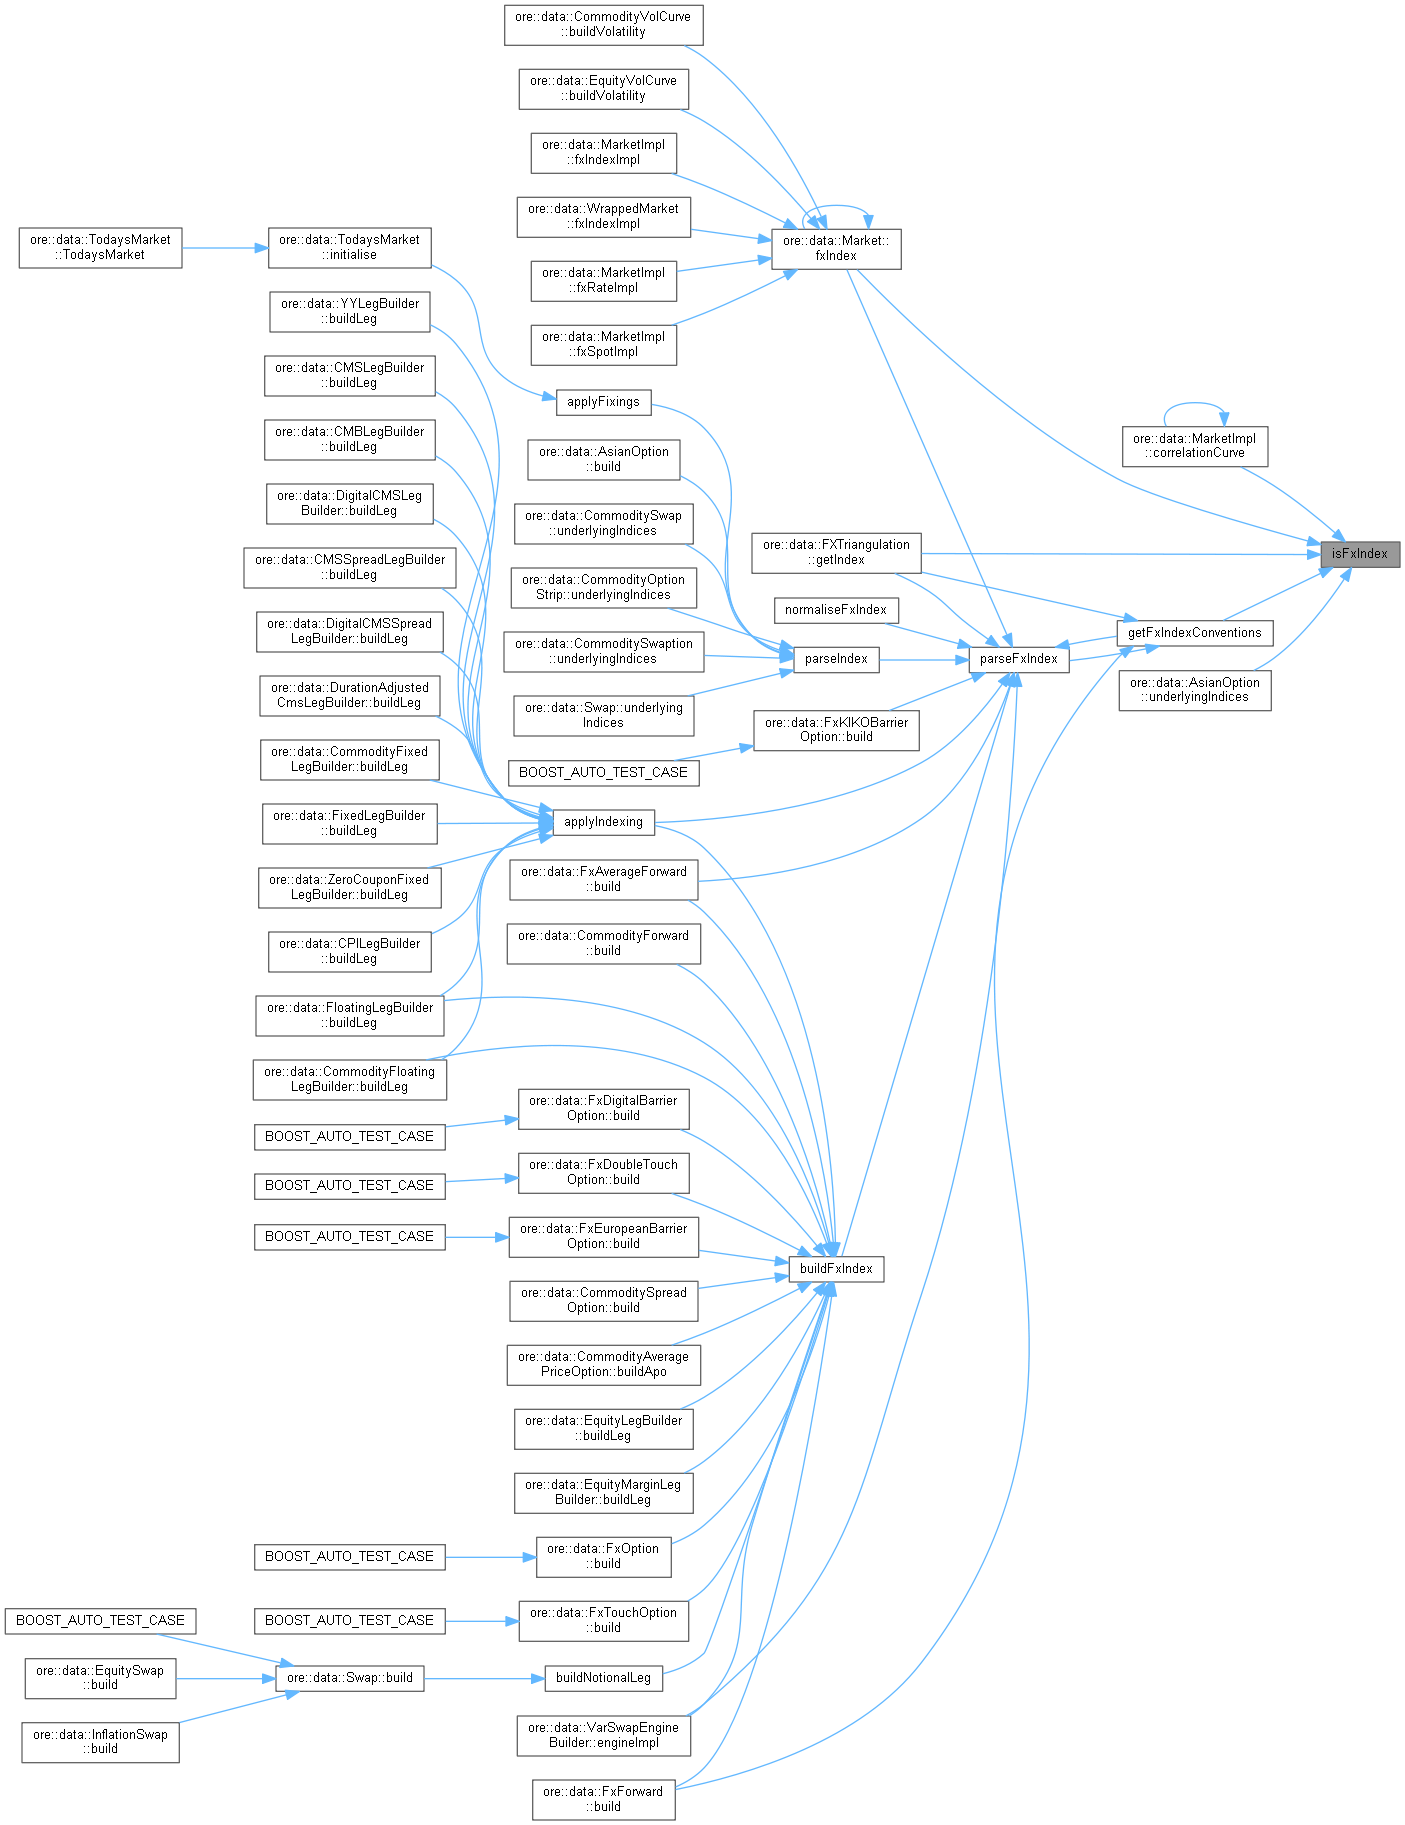 ore::data::CommodityVolCurve
::buildVolatility
ore::data::EquityVolCurve
::buildVolatility
ore::data::MarketImpl
::fxIndexImpl
ore::data::WrappedMarket
::fxIndexImpl
ore::data::MarketImpl
::fxRateImpl
ore::data::MarketImpl
::fxSpotImpl
ore::data::Market::
fxIndex
ore::data::TodaysMarket
::TodaysMarket
ore::data::TodaysMarket
::initialise
ore::data::YYLegBuilder
::buildLeg
ore::data::CMSLegBuilder
::buildLeg
ore::data::CMBLegBuilder
::buildLeg
ore::data::DigitalCMSLeg
Builder::buildLeg
ore::data::CMSSpreadLegBuilder
::buildLeg
ore::data::DigitalCMSSpread
LegBuilder::buildLeg
ore::data::DurationAdjusted
CmsLegBuilder::buildLeg
ore::data::CommodityFixed
LegBuilder::buildLeg
ore::data::FixedLegBuilder
::buildLeg
ore::data::ZeroCouponFixed
LegBuilder::buildLeg
ore::data::CPILegBuilder
::buildLeg
ore::data::FloatingLegBuilder
::buildLeg
ore::data::CommodityFloating
LegBuilder::buildLeg
applyFixings
ore::data::AsianOption
::build
ore::data::CommoditySwap
::underlyingIndices
ore::data::CommodityOption
Strip::underlyingIndices
ore::data::CommoditySwaption
::underlyingIndices
ore::data::Swap::underlying
Indices
BOOST_AUTO_TEST_CASE
applyIndexing
ore::data::FxAverageForward
::build
ore::data::CommodityForward
::build
ore::data::MarketImpl
::correlationCurve
isFxIndex
ore::data::FXTriangulation
::getIndex
normaliseFxIndex
parseIndex
parseFxIndex
getFxIndexConventions
ore::data::AsianOption
::underlyingIndices
ore::data::FxKIKOBarrier
Option::build
ore::data::FxDigitalBarrier
Option::build
BOOST_AUTO_TEST_CASE
ore::data::FxDoubleTouch
Option::build
BOOST_AUTO_TEST_CASE
ore::data::FxEuropeanBarrier
Option::build
BOOST_AUTO_TEST_CASE
buildFxIndex
ore::data::CommoditySpread
Option::build
ore::data::CommodityAverage
PriceOption::buildApo
ore::data::EquityLegBuilder
::buildLeg
ore::data::EquityMarginLeg
Builder::buildLeg
ore::data::FxOption
::build
BOOST_AUTO_TEST_CASE
ore::data::FxTouchOption
::build
BOOST_AUTO_TEST_CASE
BOOST_AUTO_TEST_CASE
ore::data::EquitySwap
::build
ore::data::InflationSwap
::build
ore::data::Swap::build
buildNotionalLeg
ore::data::VarSwapEngine
Builder::engineImpl
ore::data::FxForward
::build